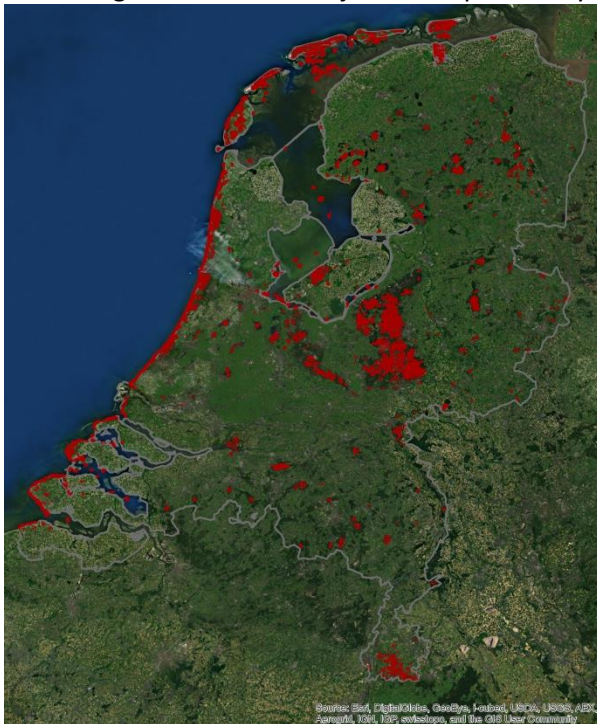 Source: Esri, DigitalGlobe, GeoEye, i-cubed, USDA, USGS, AEX,
Aerogrid, IGN, IGP, swisstopo, and the GIS User Community